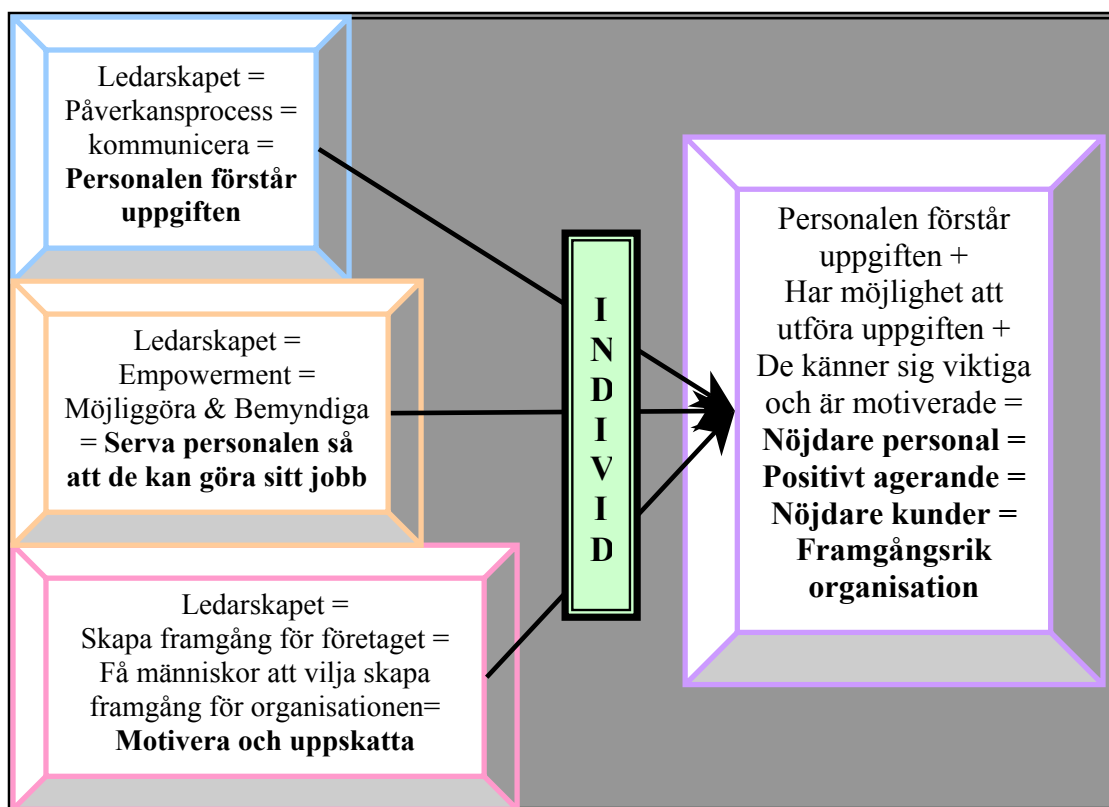 Ledarskapet =
Påverkansprocess =
kommunicera =
Personalen förstår
uppgiften
Ledarskapet =
Empowerment =
Möjliggöra & Bemyndiga
= Serva personalen så
att de kan göra sitt jobb
Ledarskapet =
Skapa framgång för företaget =
Få människor att vilja skapa
framgång för organisationen=
Motivera och uppskatta
I
N
D
I
V
I
D
Personalen förstår
uppgiften +
Har möjlighet att
utföra uppgiften +
De känner sig viktiga
och är motiverade =
Nöjdare personal =
Positivt agerande =
Nöjdare kunder =
Framgångsrik
organisation